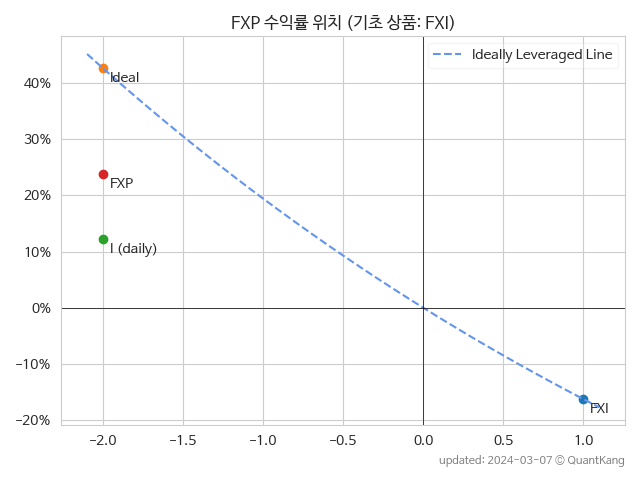 FXP 수익률 위치 (기초 상품: FXI)
Ideally Leveraged Line
40%
30%
20%
10%
0%
-10%
-20%
Ideal
FXP
I (daily)
FXI
-2.0 -1.5 -1.0 -0.5 0.0 0.5 1.0
updated: 2024-03-07 © QuantKang